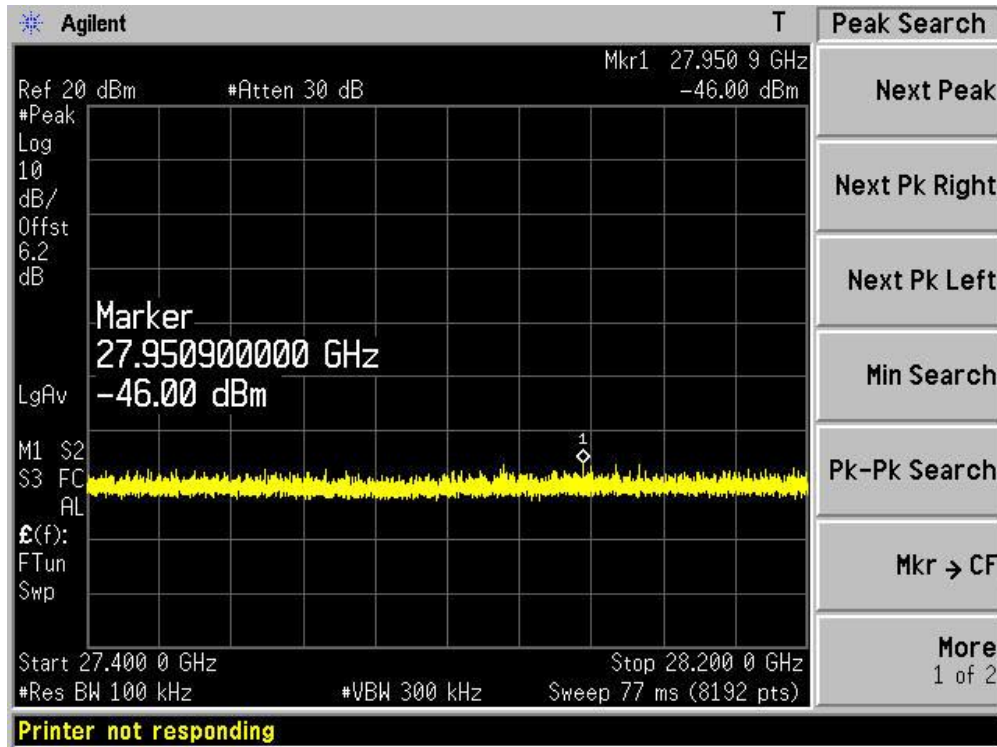 Agilent T
Peak Search
Mkr1 27.950 9 GHz
Ref 20 dBm #Atten 30 dB -46.00 dBm
#Peak
Log
10
dB/
Offst
6.2
dB
Marker
27.950900000 GHz
-46.00 dBm
LgAv
1
M1 S2
S3 FC
AL
£(f):
FTun
Swp
Start 27.400 0 GHz Stop 28.200 0 GHz
#Res BW 100 kHz #VBW 300 kHz Sweep 77 ms (8192 pts)
Printer not responding
Next Peak
Next Pk Right
Next Pk Left
Min Search
Pk-Pk Search
Mkr → CF
More
1 of 2